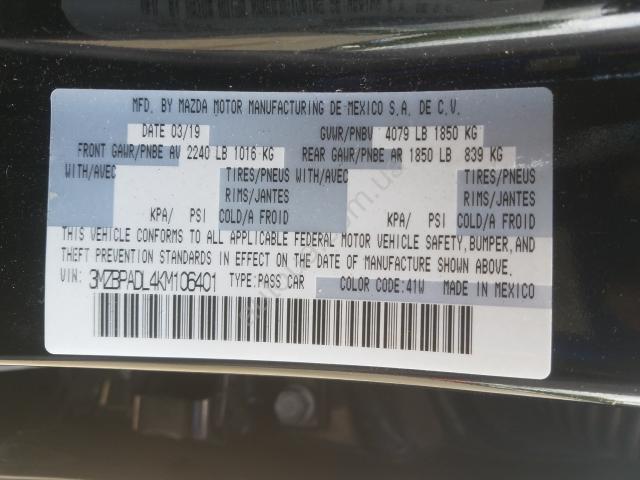 MFD. BY MAZDA MOTOR MANUFACTURING DE MEXICO S.A. DE C.V.
DATE 03/19 GVWR/PNBV 4079 LB 1850 KG
FRONT GAWR/PNBE AV 2240 LB 1016 KG REAR GAWR/PNBE AR 1850 LB 839 KG
WITH/AVEC TIRES/PNEUS WITH/AVEC TIRES/PNEUS
RIMS/JANTES RIMS/JANTES
KPA/ PSI COLD/A FROID KPA/ PSI COLD/A FROID
THIS VEHICLE CONFORMS TO ALL APPLICABLE FEDERAL MOTOR VEHICLE SAFETY, BUMPER, AND
THEFT PREVENTION STANDARDS IN EFFECT ON THE DATE OF MANUFACTURE SHOWN ABOVE.
VIN: 3MZBPADL4KM106401 TYPE:PASS CAR COLOR CODE:41W MADE IN MEXICO